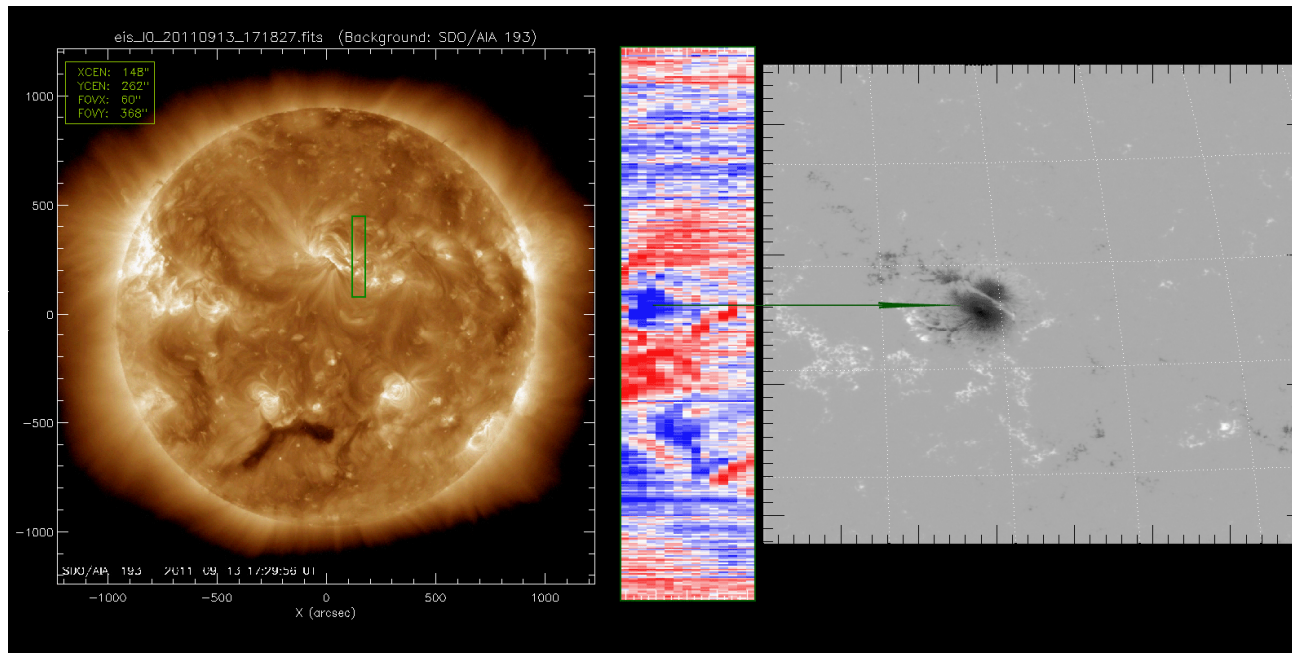 eis_l0_20110913_171827.fits (Background: SDO/AIA 193)
XCEN: 148"
YCEN: 262"
FOVX: 60"
FOVY: 368"
1000
500
0
-500
-1000
SDO/AIA 193 2011 09 13 17:29:56 UT
-1000 -500 0 500 1000
X (arcsec)